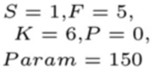 S = 1,F = 5,
K = 6,P = 0,
Param = 150